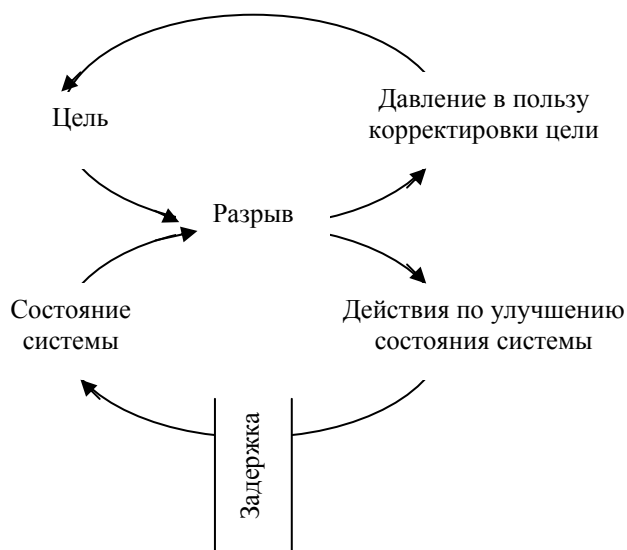 Цель
Давление в пользу
корректировки цели
Разрыв
Состояние
системы
Действия по улучшению
состояния системы
Задержка